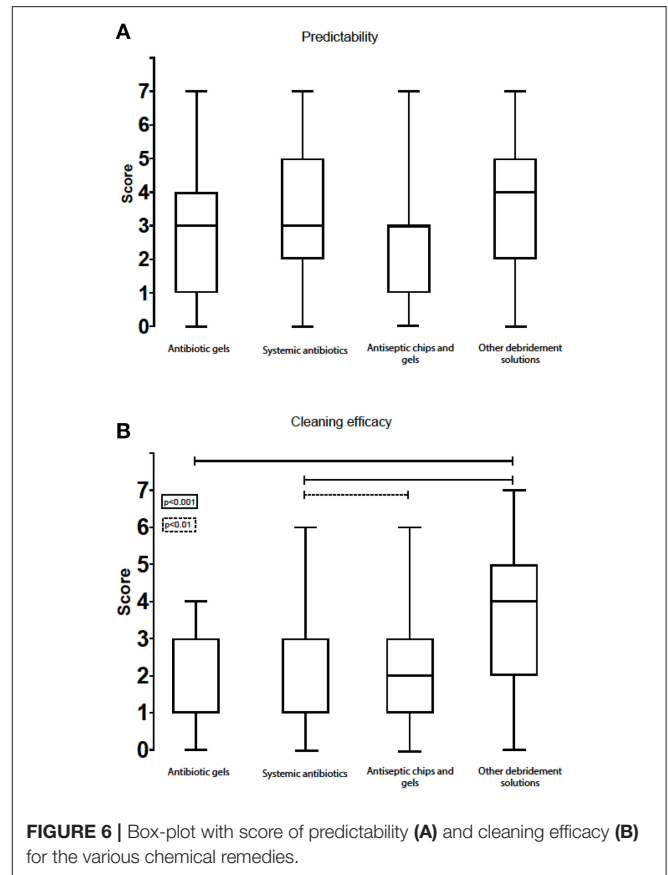 A
Predictability
Score
7
6
5
4
3
2
1
0
Antibiotic gels
Systemic antibiotics
Antiseptic chips and
gels
Other debridement
solutions
B
Cleaning efficacy
Score
7
6
5
4
3
2
1
0
p<0.001
p<0.01
Antibiotic gels
Systemic antibiotics
Antiseptic chips and
gels
Other debridement
solutions
FIGURE 6 | Box-plot with score of predictability (A) and cleaning efficacy (B)
for the various chemical remedies.